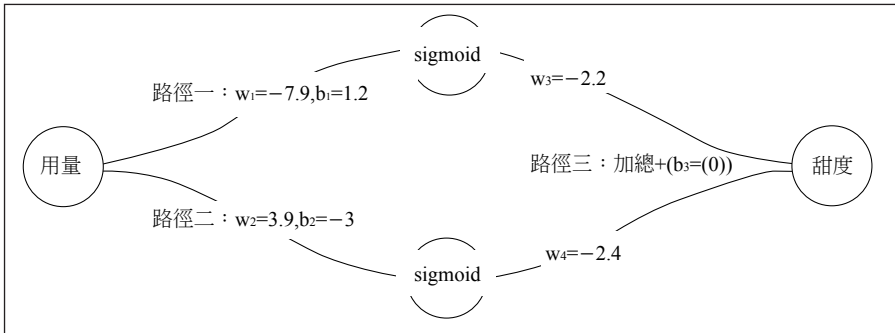 sigmoid
w₃=−2.2
路徑一：w₁=−7.9,b₁=1.2
用量
路徑三：加總+(b₃=(0))
甜度
路徑二：w₂=3.9,b₂=−3
w₄=−2.4
sigmoid